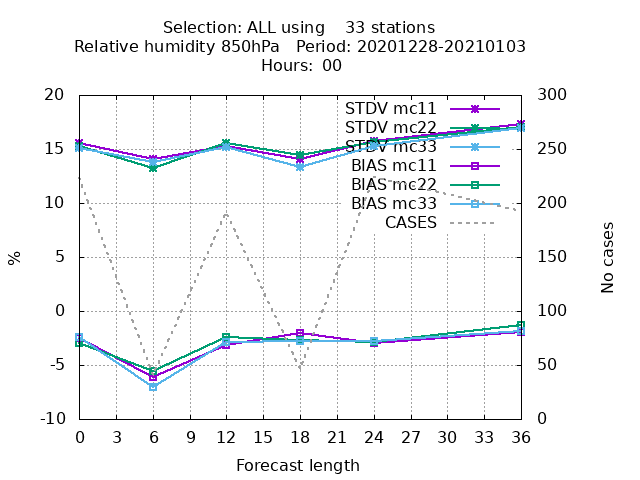 Selection: ALL using 33 stations
Relative humidity 850hPa Period: 20201228-20210103
Hours: 00
20
15
10
5
0
-5
-10
%
300
250
200
150
100
50
0
No cases
STDV mc11
STDV mc22
STDV mc33
BIAS mc11
BIAS mc22
BIAS mc33
CASES
0 3 6 9 12 15 18 21 24 27 30 33 36
Forecast length